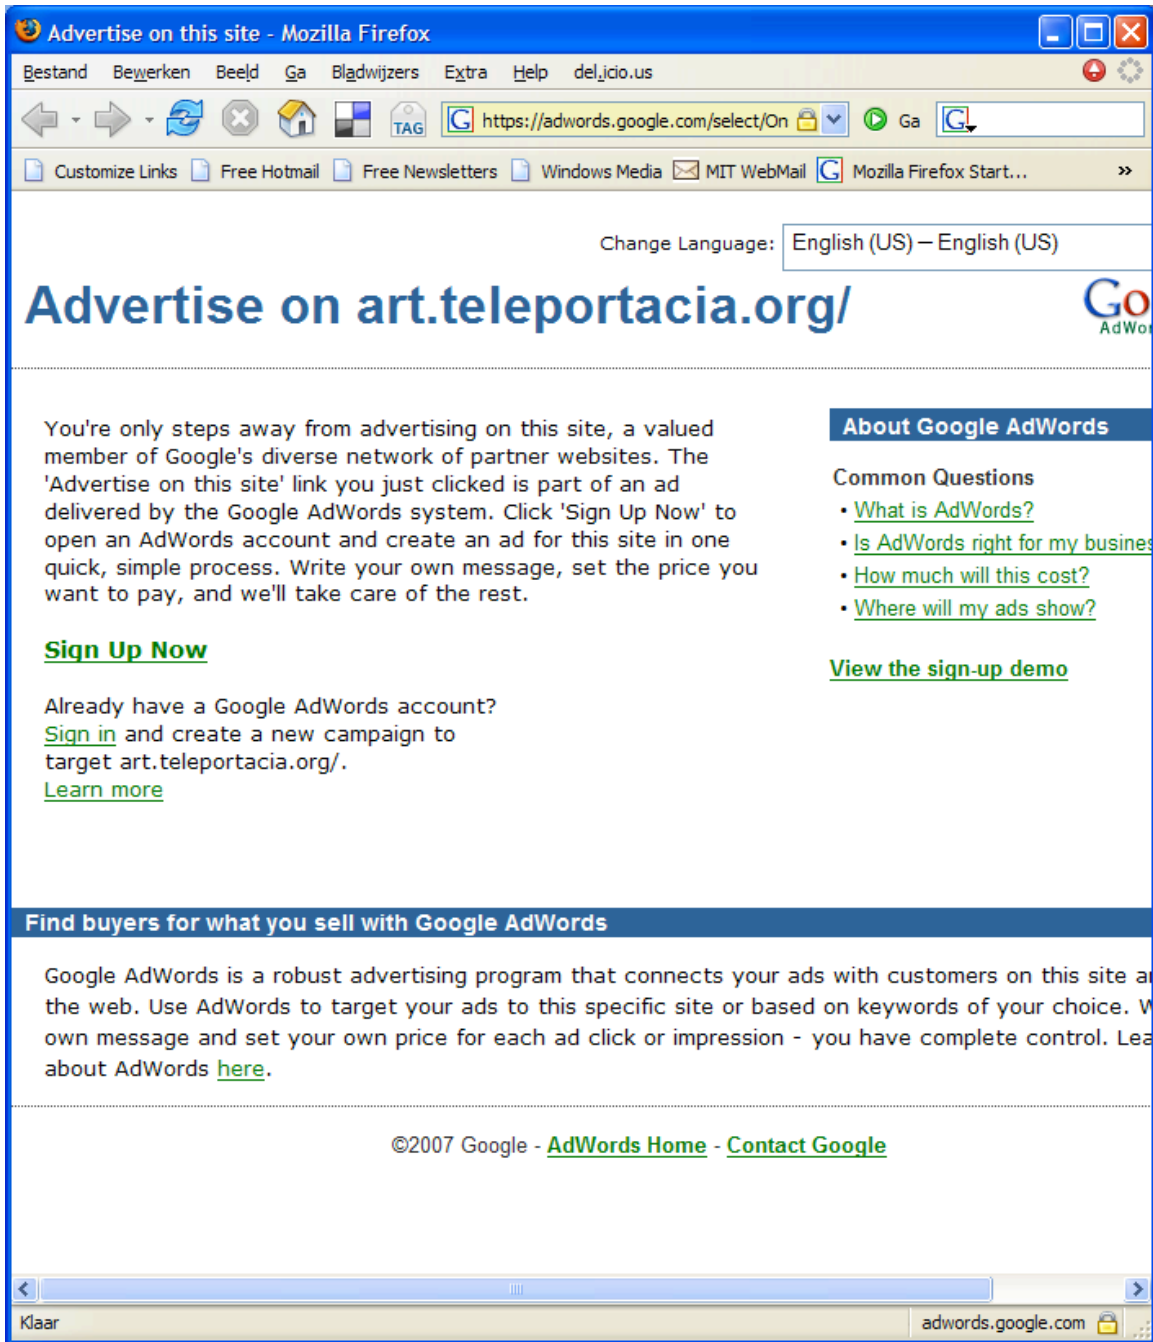 Advertise on this site - Mozilla Firefox
Bestand Bewerken Beeld Ga Bladwijzers Extra Help del.icio.us
TAG G https://adwords.google.com/select/On Ga G
Customize Links Free Hotmail Free Newsletters Windows Media MIT WebMail G Mozilla Firefox Start... »
Change Language: English (US) — English (US)
Advertise on art.teleportacia.org/
Go
AdWor
You're only steps away from advertising on this site, a valued
member of Google's diverse network of partner websites. The
'Advertise on this site' link you just clicked is part of an ad
delivered by the Google AdWords system. Click 'Sign Up Now' to
open an AdWords account and create an ad for this site in one
quick, simple process. Write your own message, set the price you
want to pay, and we'll take care of the rest.
Sign Up Now
Already have a Google AdWords account?
Sign in and create a new campaign to
target art.teleportacia.org/.
Learn more
About Google AdWords
Common Questions
• What is AdWords?
• Is AdWords right for my busines
• How much will this cost?
• Where will my ads show?
View the sign-up demo
Find buyers for what you sell with Google AdWords
Google AdWords is a robust advertising program that connects your ads with customers on this site a
the web. Use AdWords to target your ads to this specific site or based on keywords of your choice. W
own message and set your own price for each ad click or impression - you have complete control. Lea
about AdWords here.
©2007 Google - AdWords Home - Contact Google
Klaar adwords.google.com